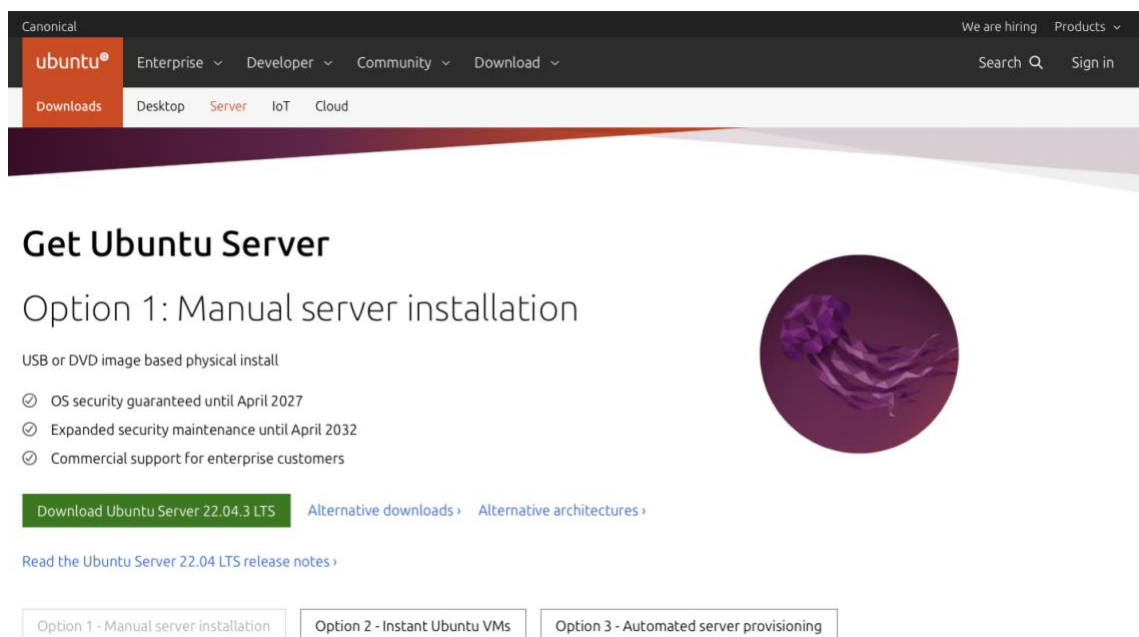 Canonical
We are hiring Products
ubuntu® Enterprise Developer Community Download Search Sign in
Downloads Desktop Server IoT Cloud
Get Ubuntu Server
Option 1: Manual server installation
USB or DVD image based physical install
OS security guaranteed until April 2027
Expanded security maintenance until April 2032
Commercial support for enterprise customers
Download Ubuntu Server 22.04.3 LTS Alternative downloads › Alternative architectures ›
Read the Ubuntu Server 22.04 LTS release notes ›
Option 1 - Manual server installation Option 2 - Instant Ubuntu VMs Option 3 - Automated server provisioning